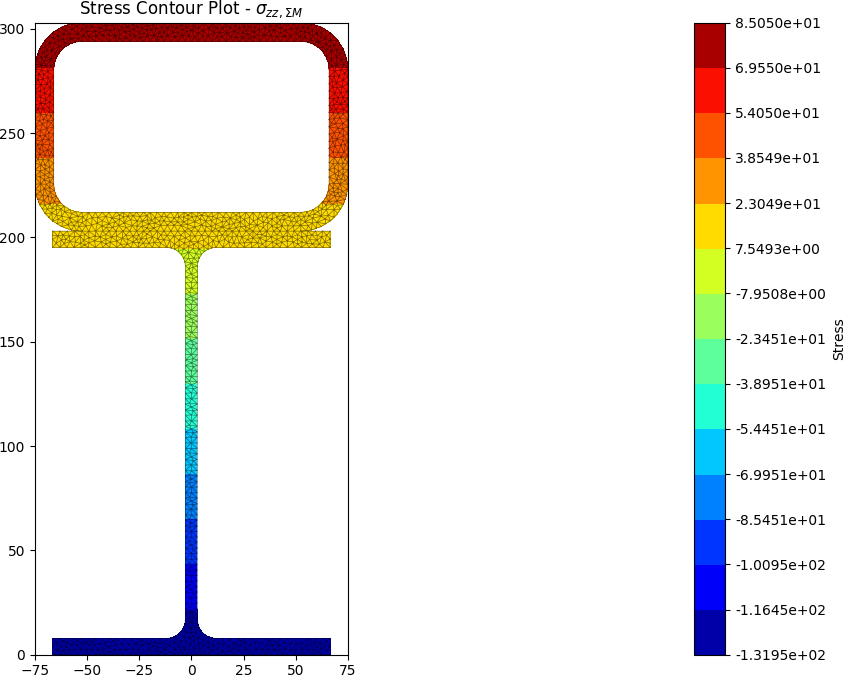 Stress Contour Plot - σzz,ΣM
300
250
200
150
100
50
0
−75
−50
−25
0
25
50
75
8.5050e+01
6.9550e+01
5.4050e+01
3.8549e+01
2.3049e+01
7.5493e+00
-7.9508e+00
-2.3451e+01
-3.8951e+01
-5.4451e+01
-6.9951e+01
-8.5451e+01
-1.0095e+02
-1.1645e+02
-1.3195e+02
Stress